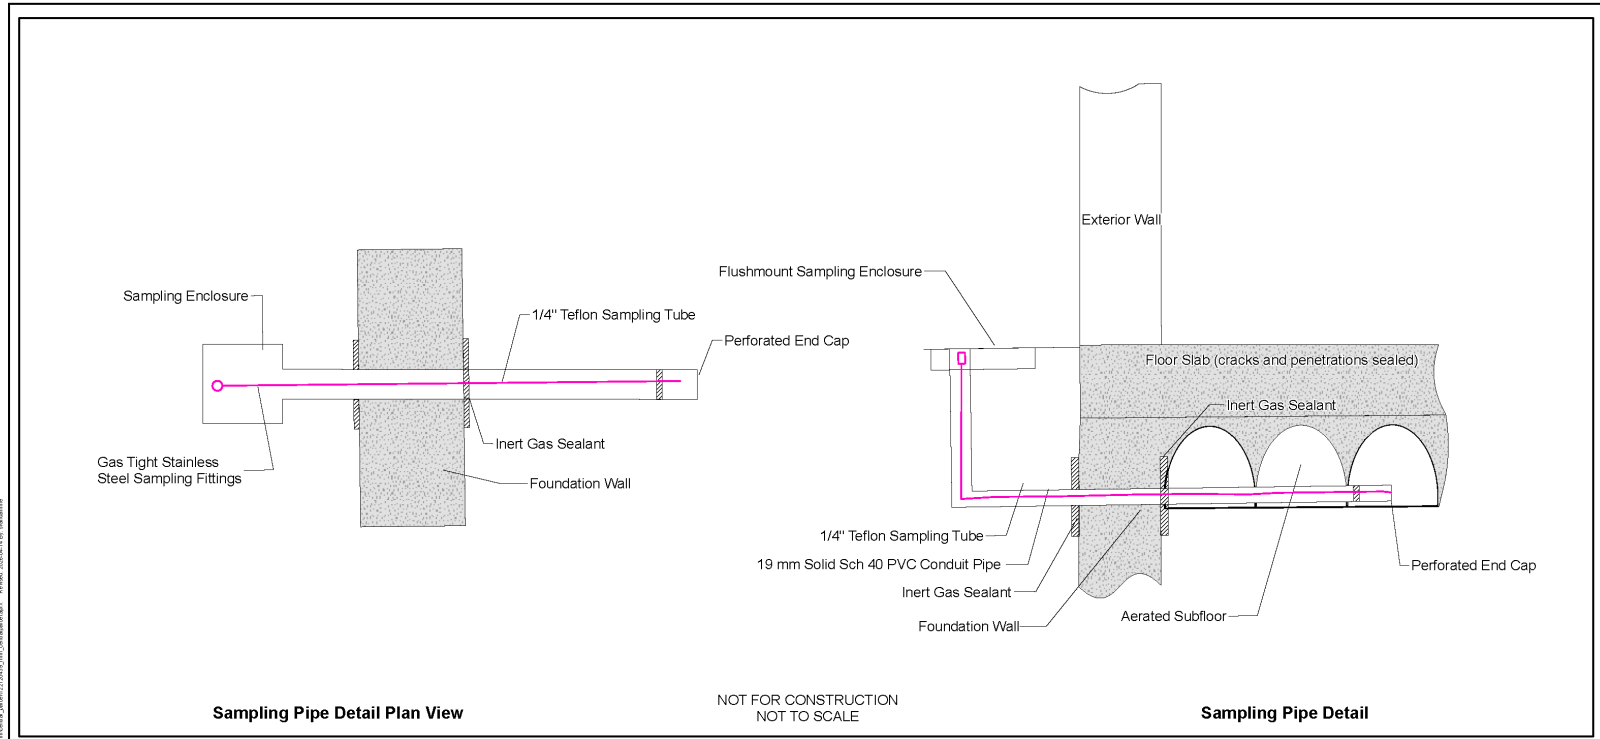 Sampling Enclosure
1/4" Teflon Sampling Tube
Perforated End Cap
Inert Gas Sealant
Gas Tight Stainless
Steel Sampling Fittings
Foundation Wall
Sampling Pipe Detail Plan View
NOT FOR CONSTRUCTION
NOT TO SCALE
Exterior Wall
Flushmount Sampling Enclosure
Floor Slab (cracks and penetrations sealed)
Inert Gas Sealant
1/4" Teflon Sampling Tube
19 mm Solid Sch 40 PVC Conduit Pipe
Inert Gas Sealant
Foundation Wall
Aerated Subfloor
Perforated End Cap
Sampling Pipe Detail